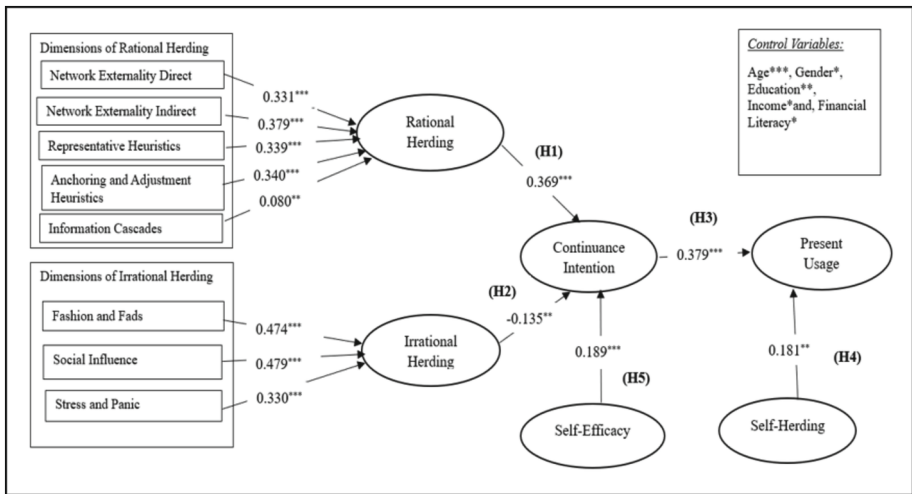 Dimensions of Rational Herding
Network Externality Direct
Network Externality Indirect
Representative Heuristics
Anchoring and Adjustment
Heuristics
Information Cascades
0.331***
0.379***
0.339***
0.340***
0.080**
Rational
Herding
(H1)
0.369***
Control Variables:
Age***, Gender*,
Education**,
Income*and, Financial
Literacy*
Continuance
Intention
(H3)
0.379***
Present
Usage
Dimensions of Irrational Herding
Fashion and Fads
Social Influence
Stress and Panic
0.474***
0.479***
0.330***
Irrational
Herding
(H2)
-0.135**
0.189***
(H5)
Self-Efficacy
0.181**
(H4)
Self-Herding